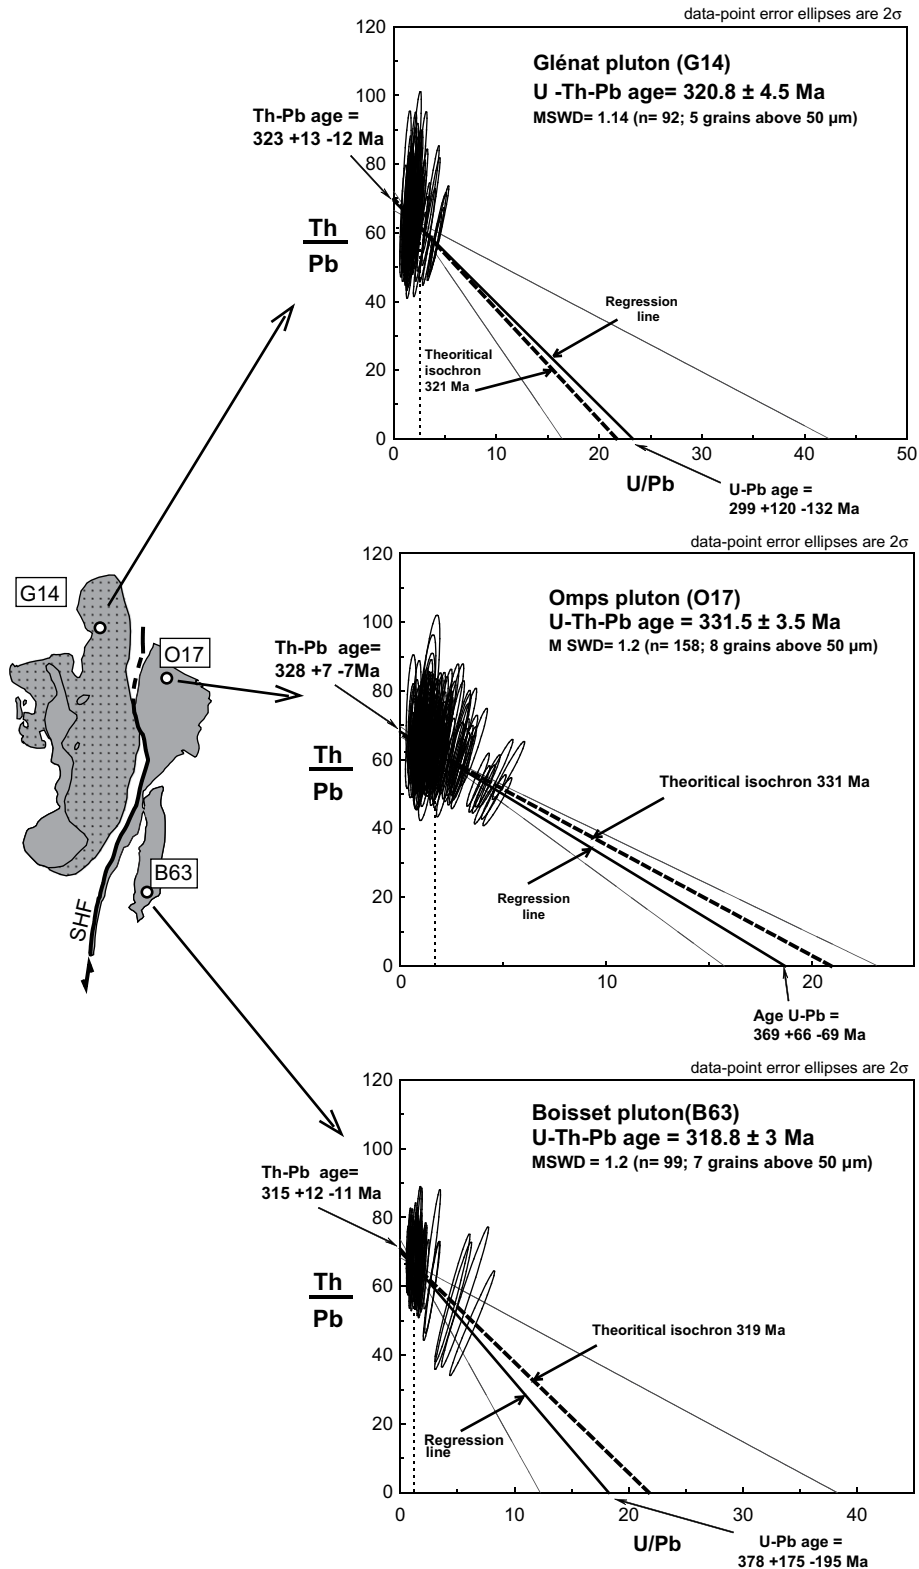 data-point error ellipses are 2σ
Glénat pluton (G14)
U -Th-Pb age= 320.8 ± 4.5 Ma
MSWD= 1.14 (n= 92; 5 grains above 50 µm)
Th-Pb age =
323 +13 -12 Ma
120
100
80
60
40
20
0
Th
Pb
Regression
line
Theoritical
isochron
321 Ma
0
10
20
30
40
50
U/Pb
U-Pb age =
299 +120 -132 Ma
G14
O17
B63
SHF
data-point error ellipses are 2σ
Omps pluton (O17)
U-Th-Pb age = 331.5 ± 3.5 Ma
M SWD= 1.2 (n= 158; 8 grains above 50 µm)
Th-Pb age=
328 +7 -7Ma
120
100
80
60
40
20
0
Th
Pb
Theoritical isochron 331 Ma
Regression
line
0
10
20
Age U-Pb =
369 +66 -69 Ma
data-point error ellipses are 2σ
Boisset pluton(B63)
U-Th-Pb age = 318.8 ± 3 Ma
MSWD = 1.2 (n= 99; 7 grains above 50 µm)
Th-Pb age=
315 +12 -11 Ma
120
100
80
60
40
20
0
Th
Pb
Theoritical isochron 319 Ma
Regression
line
0
10
20
30
40
U/Pb
U-Pb age =
378 +175 -195 Ma